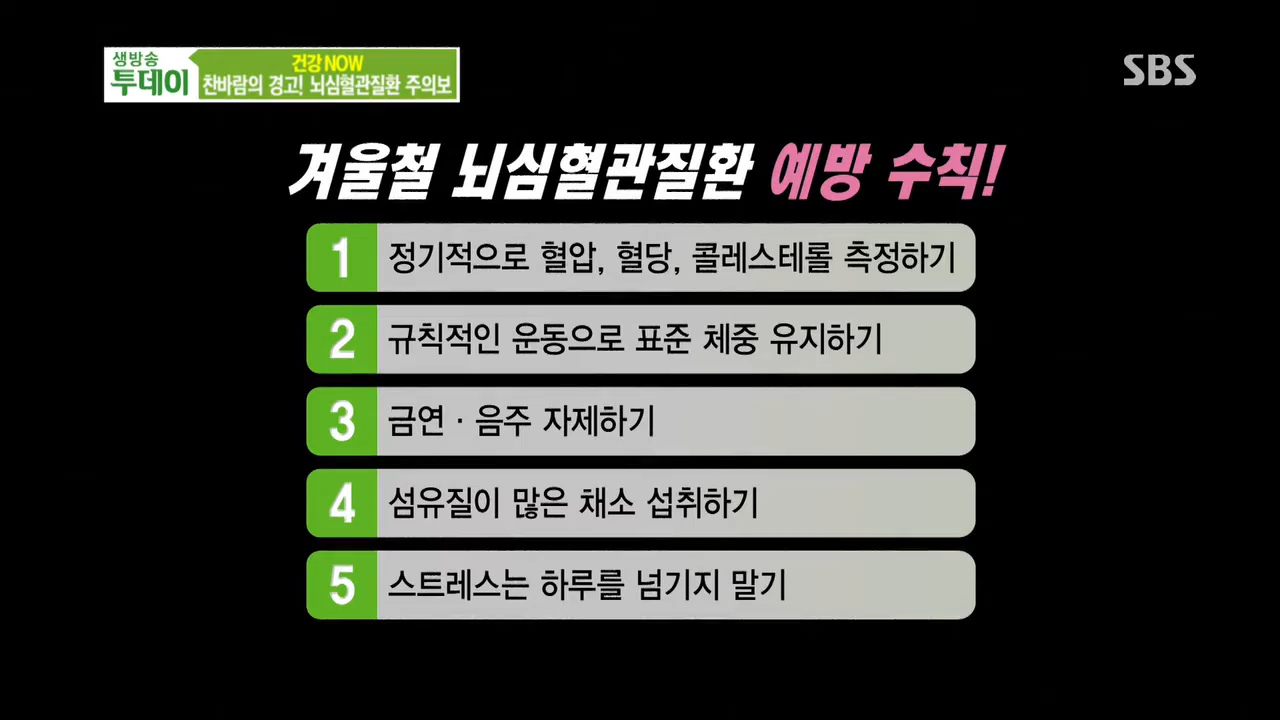 생방송
투데이
건강 NOW
찬바람의 경고! 뇌심혈관질환 주의보
SBS
겨울철 뇌심혈관질환 예방 수칙!
1 정기적으로 혈압, 혈당, 콜레스테롤 측정하기
2 규칙적인 운동으로 표준 체중 유지하기
3 금연 · 음주 자제하기
4 섬유질이 많은 채소 섭취하기
5 스트레스는 하루를 넘기지 말기